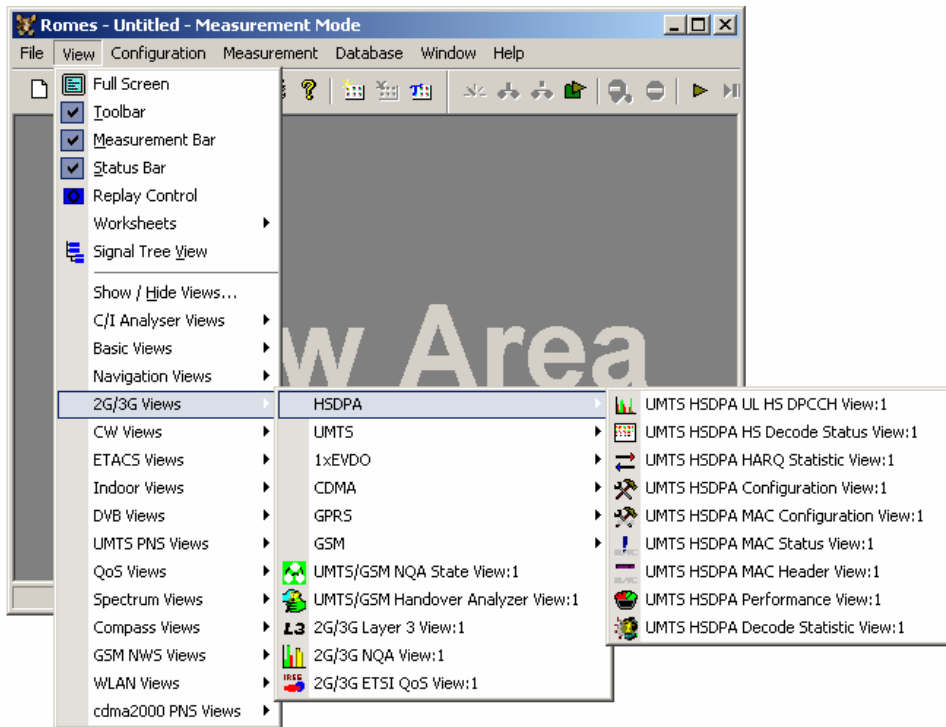 Romes - Untitled - Measurement Mode
File View Configuration Measurement Database Window Help
Full Screen
Toolbar
Measurement Bar
Status Bar
Replay Control
Worksheets
Signal Tree View
Show / Hide Views...
C/I Analyser Views
Basic Views
Navigation Views
2G/3G Views
CW Views
ETACS Views
Indoor Views
DVB Views
UMTS PNS Views
QoS Views
Spectrum Views
Compass Views
GSM NWS Views
WLAN Views
cdma2000 PNS Views
w Area
HSDPA
UMTS
1xEVDO
CDMA
GPRS
GSM
UMTS/GSM NQA State View:1
UMTS/GSM Handover Analyzer View:1
L3 2G/3G Layer 3 View:1
2G/3G NQA View:1
2G/3G ETSI QoS View:1
UMTS HSDPA UL HS DPCCH View:1
UMTS HSDPA HS Decode Status View:1
UMTS HSDPA HARQ Statistic View:1
UMTS HSDPA Configuration View:1
UMTS HSDPA MAC Configuration View:1
UMTS HSDPA MAC Status View:1
UMTS HSDPA MAC Header View:1
UMTS HSDPA Performance View:1
UMTS HSDPA Decode Statistic View:1